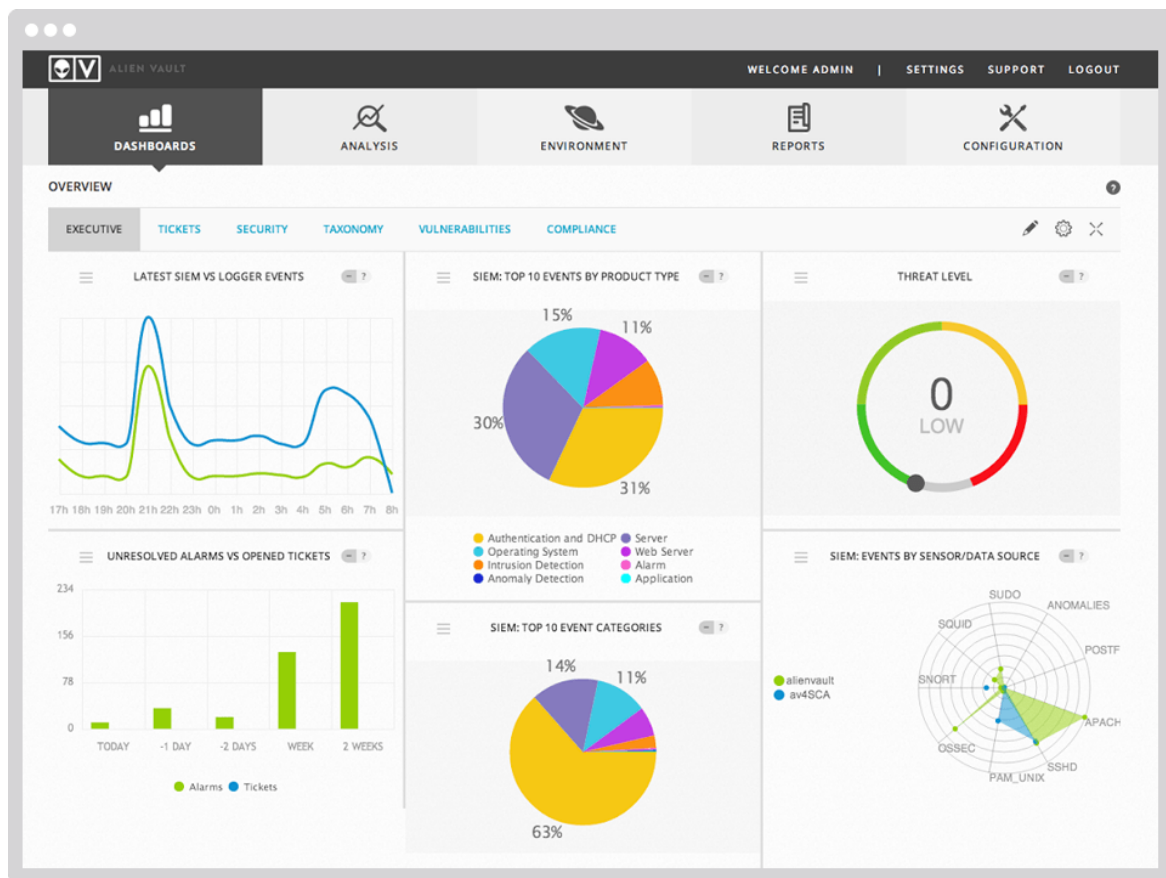 V ALIEN VAULT
WELCOME ADMIN | SETTINGS SUPPORT LOGOUT
DASHBOARDS ANALYSIS ENVIRONMENT REPORTS CONFIGURATION
OVERVIEW ?
EXECUTIVE TICKETS SECURITY TAXONOMY VULNERABILITIES COMPLIANCE
LATEST SIEM VS LOGGER EVENTS - ?
17h 18h 19h 20h 21h 22h 23h 0h 1h 2h 3h 4h 5h 6h 7h 8h
UNRESOLVED ALARMS VS OPENED TICKETS - ?
234
156
78
0
TODAY -1 DAY -2 DAYS WEEK 2 WEEKS
Alarms Tickets
SIEM: TOP 10 EVENTS BY PRODUCT TYPE - ?
15%
11%
30%
31%
Authentication and DHCP Server
Operating System Web Server
Intrusion Detection Alarm
Anomaly Detection Application
SIEM: TOP 10 EVENT CATEGORIES - ?
14%
11%
63%
THREAT LEVEL - ?
0
LOW
SIEM: EVENTS BY SENSOR/DATA SOURCE - ?
alienvault
av4SCA
SUDO
ANOMALIES
SQUID
POSTF
SNORT
APACH
OSSEC
SSHD
PAM_UNIX